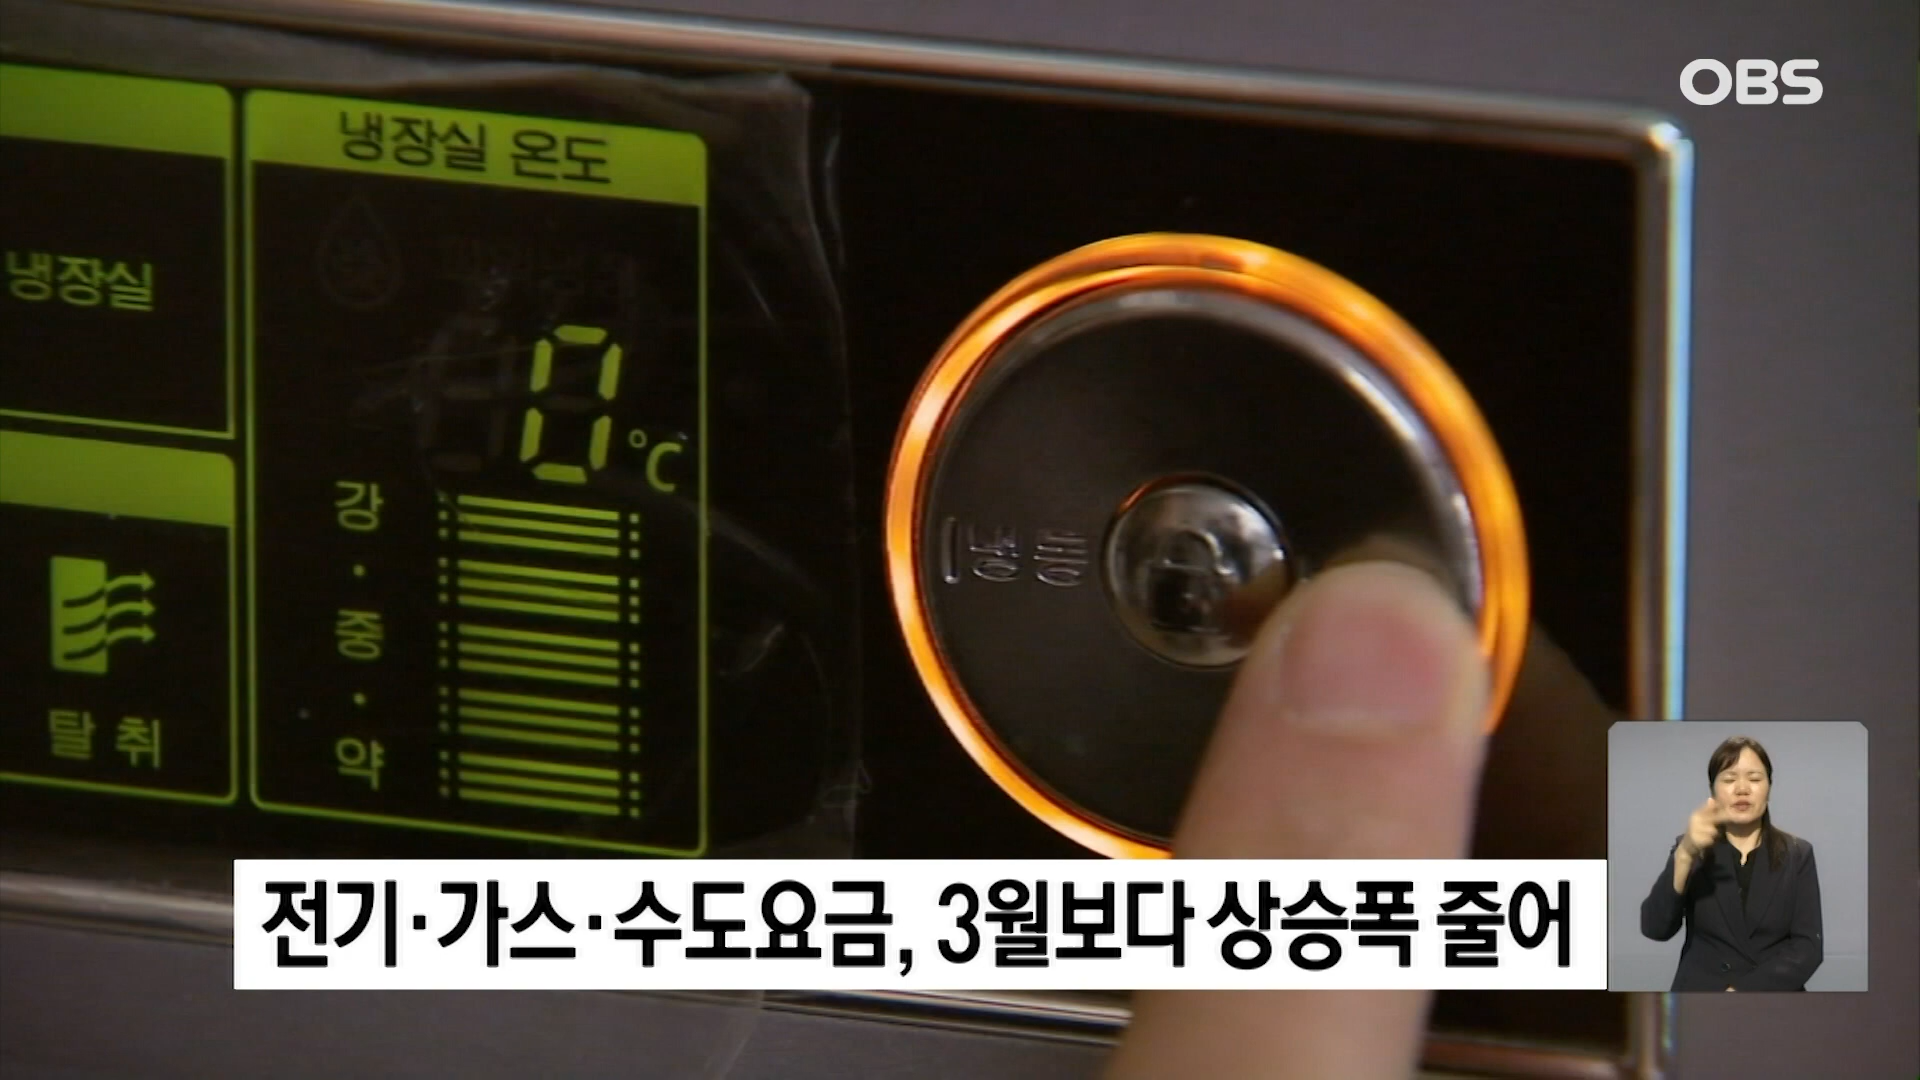 OBS
냉장실 온도
냉장실
0°C
강
·
중
·
약
탈 취
냉동
전기·가스·수도요금, 3월보다 상승폭 줄어